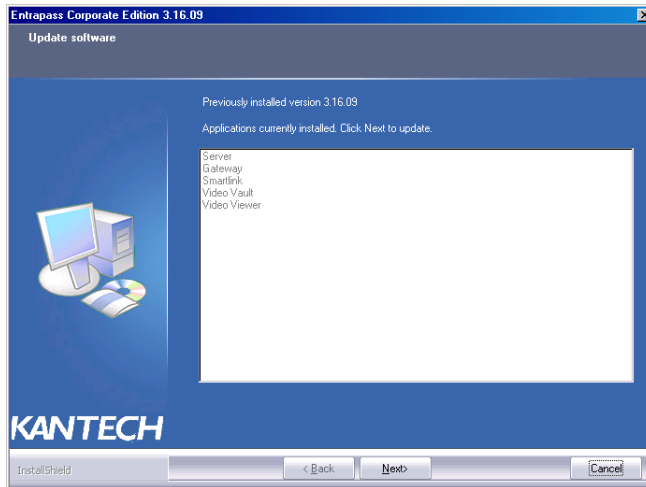 Entrapass Corporate Edition 3.16.09
Update software
Previously installed version 3.16.09
Applications currently installed. Click Next to update.
Server
Gateway
Smartlink
Video Vault
Video Viewer
KANTECH
InstallShield
< Back
Next>
Cancel